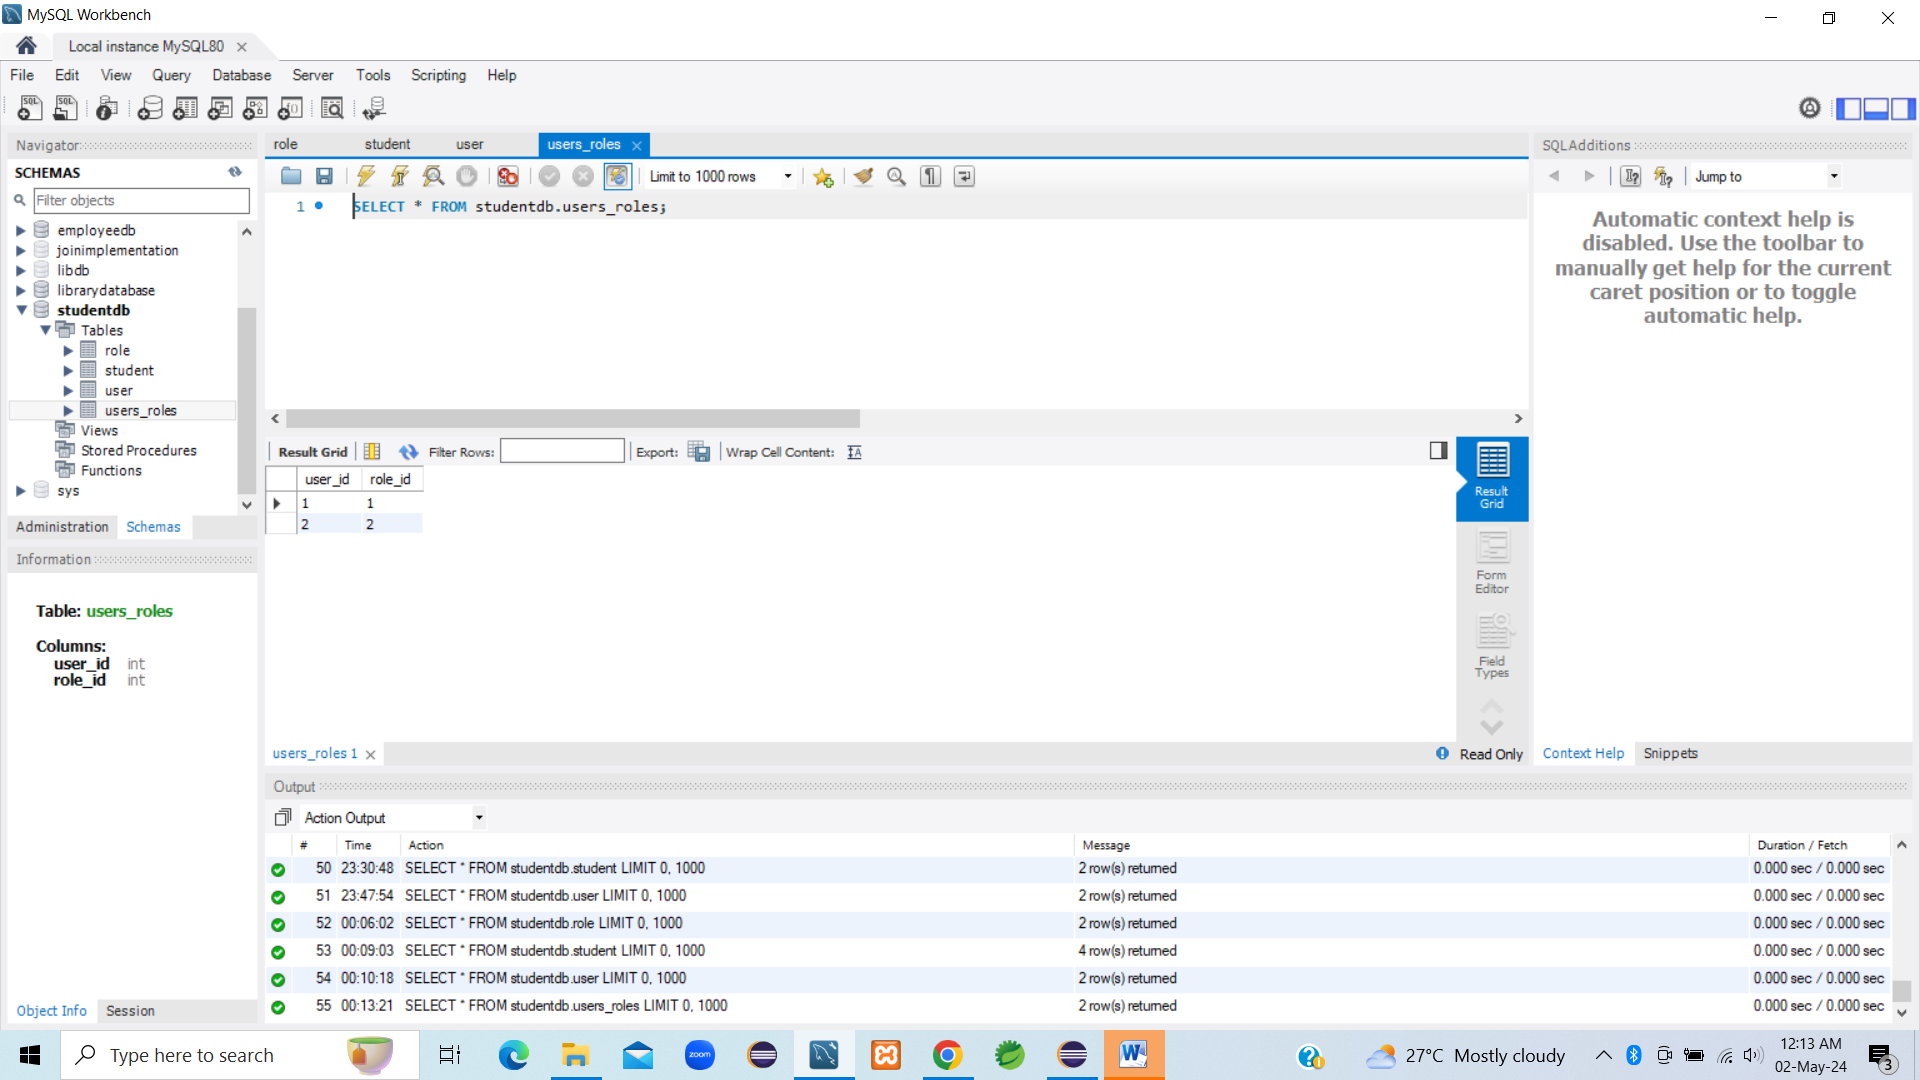 MySQL Workbench
Local instance MySQL80
File Edit View Query Database Server Tools Scripting Help
Navigator
SCHEMAS
Filter objects
employeedb
joinimplementation
libdb
librarydatabase
studentdb
Tables
role
student
user
users_roles
Views
Stored Procedures
Functions
sys
Administration Schemas
Information
Table: users_roles
Columns:
user_id int
role_id int
Object Info Session
role student user users_roles
Limit to 1000 rows
1 SELECT * FROM studentdb.users_roles;
Result Grid Filter Rows: Export: Wrap Cell Content:
user_id role_id
1 1
2 2
Result
Grid
Form
Editor
Field
Types
users_roles 1
Read Only
SQLAdditions
Jump to
Automatic context help is
disabled. Use the toolbar to
manually get help for the current
caret position or to toggle
automatic help.
Context Help Snippets
Output
Action Output
# Time Action Message Duration / Fetch
50 23:30:48 SELECT * FROM studentdb.student LIMIT 0, 1000 2 row(s) returned 0.000 sec / 0.000 sec
51 23:47:54 SELECT * FROM studentdb.user LIMIT 0, 1000 2 row(s) returned 0.000 sec / 0.000 sec
52 00:06:02 SELECT * FROM studentdb.role LIMIT 0, 1000 2 row(s) returned 0.000 sec / 0.000 sec
53 00:09:03 SELECT * FROM studentdb.student LIMIT 0, 1000 4 row(s) returned 0.000 sec / 0.000 sec
54 00:10:18 SELECT * FROM studentdb.user LIMIT 0, 1000 2 row(s) returned 0.000 sec / 0.000 sec
55 00:13:21 SELECT * FROM studentdb.users_roles LIMIT 0, 1000 2 row(s) returned 0.000 sec / 0.000 sec
Type here to search
zoom
27°C Mostly cloudy
12:13 AM
02-May-24
3